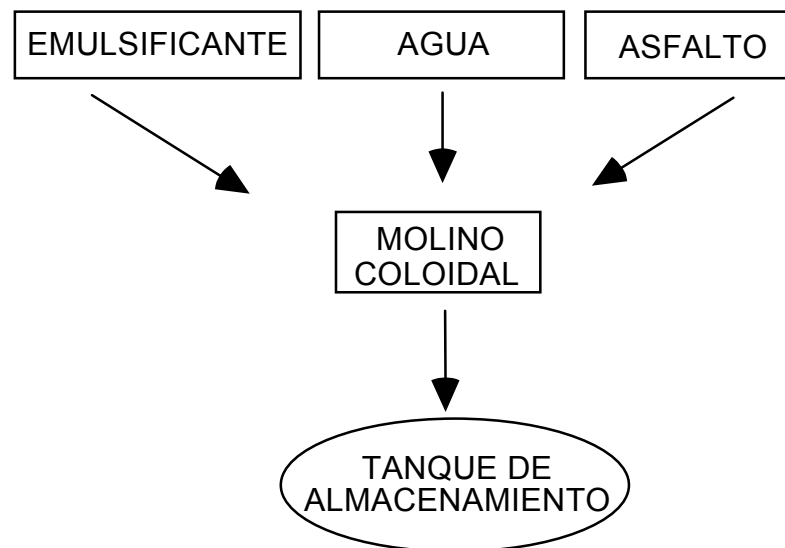 EMULSIFICANTE
AGUA
ASFALTO
MOLINO
COLOIDAL
TANQUE DE
ALMACENAMIENTO